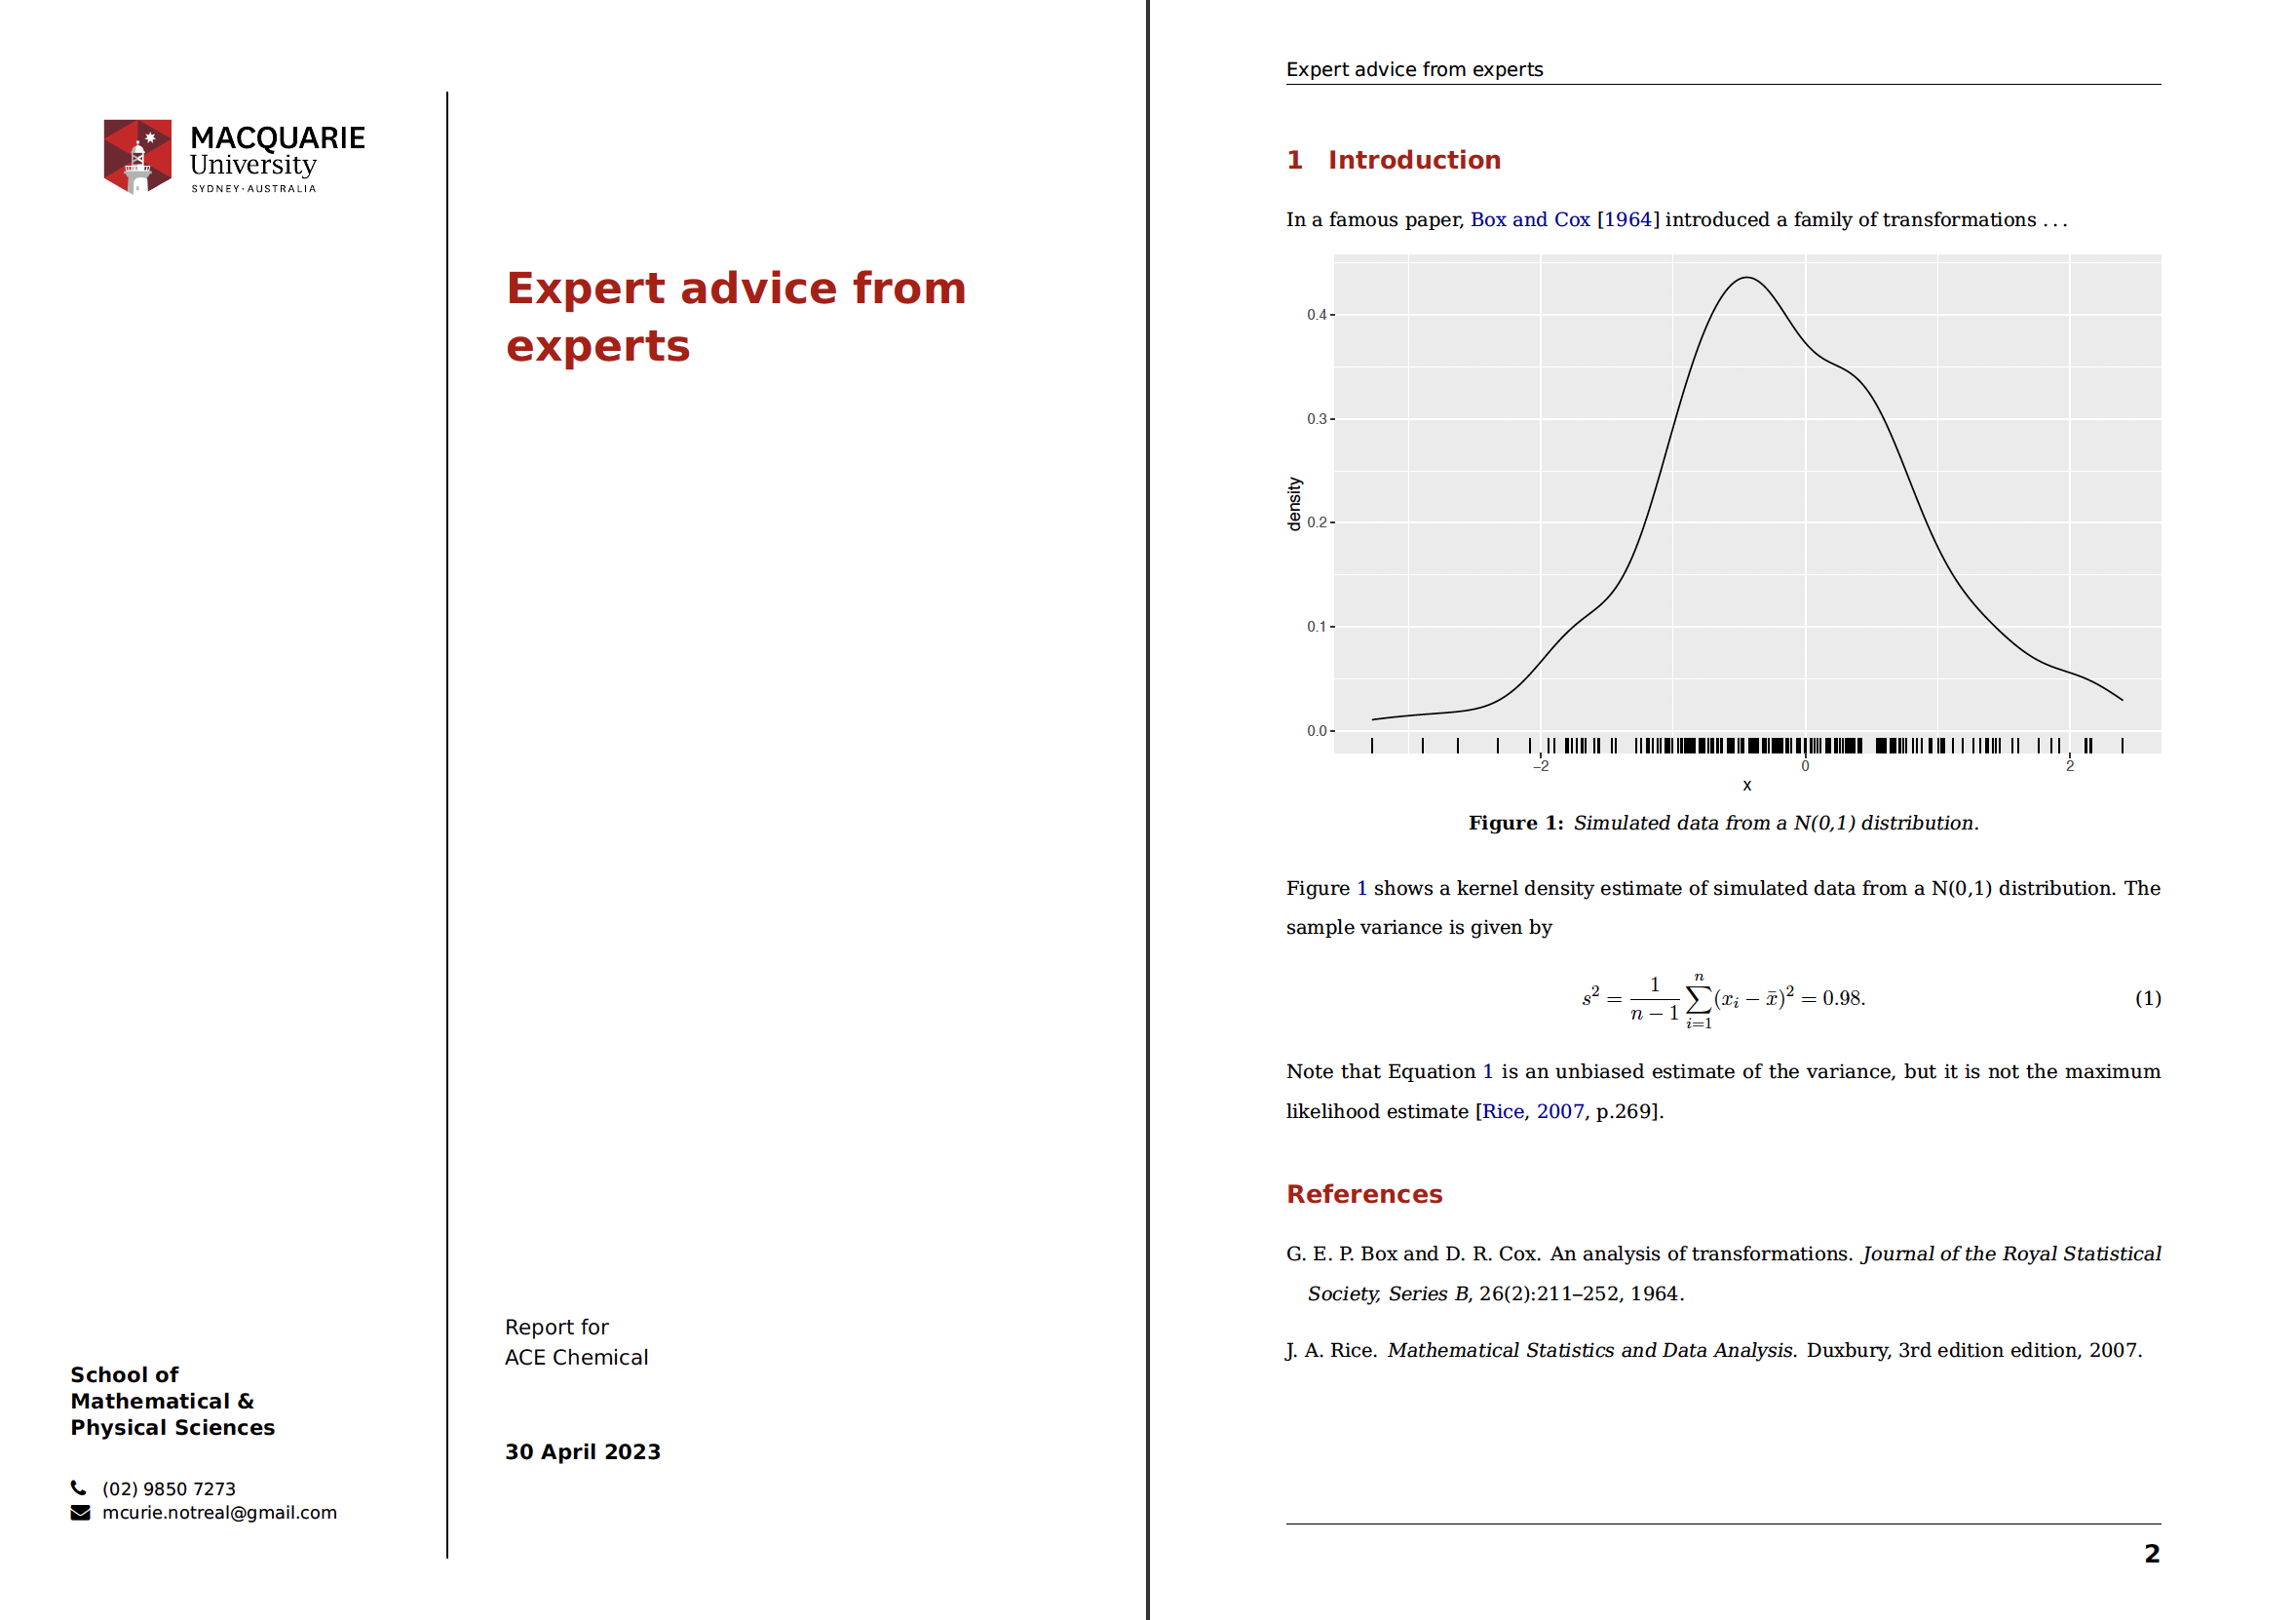 MACQUARIE
University
SYDNEY·AUSTRALIA
Expert advice from
experts
Report for
ACE Chemical
30 April 2023
School of
Mathematical &
Physical Sciences
(02) 9850 7273
mcurie.notreal@gmail.com
Expert advice from experts
1 Introduction
In a famous paper, Box and Cox [1964] introduced a family of transformations . . .
density
0.4
0.3
0.2
0.1
0.0
−2 0 2
x
Figure 1: Simulated data from a N(0,1) distribution.
Figure 1 shows a kernel density estimate of simulated data from a N(0,1) distribution. The
sample variance is given by
s² = 1/(n − 1) ∑ⁿᵢ₌₁ (xᵢ − x̄)² = 0.98. (1)
Note that Equation 1 is an unbiased estimate of the variance, but it is not the maximum
likelihood estimate [Rice, 2007, p.269].
References
G. E. P. Box and D. R. Cox. An analysis of transformations. Journal of the Royal Statistical
Society, Series B, 26(2):211–252, 1964.
J. A. Rice. Mathematical Statistics and Data Analysis. Duxbury, 3rd edition edition, 2007.
2